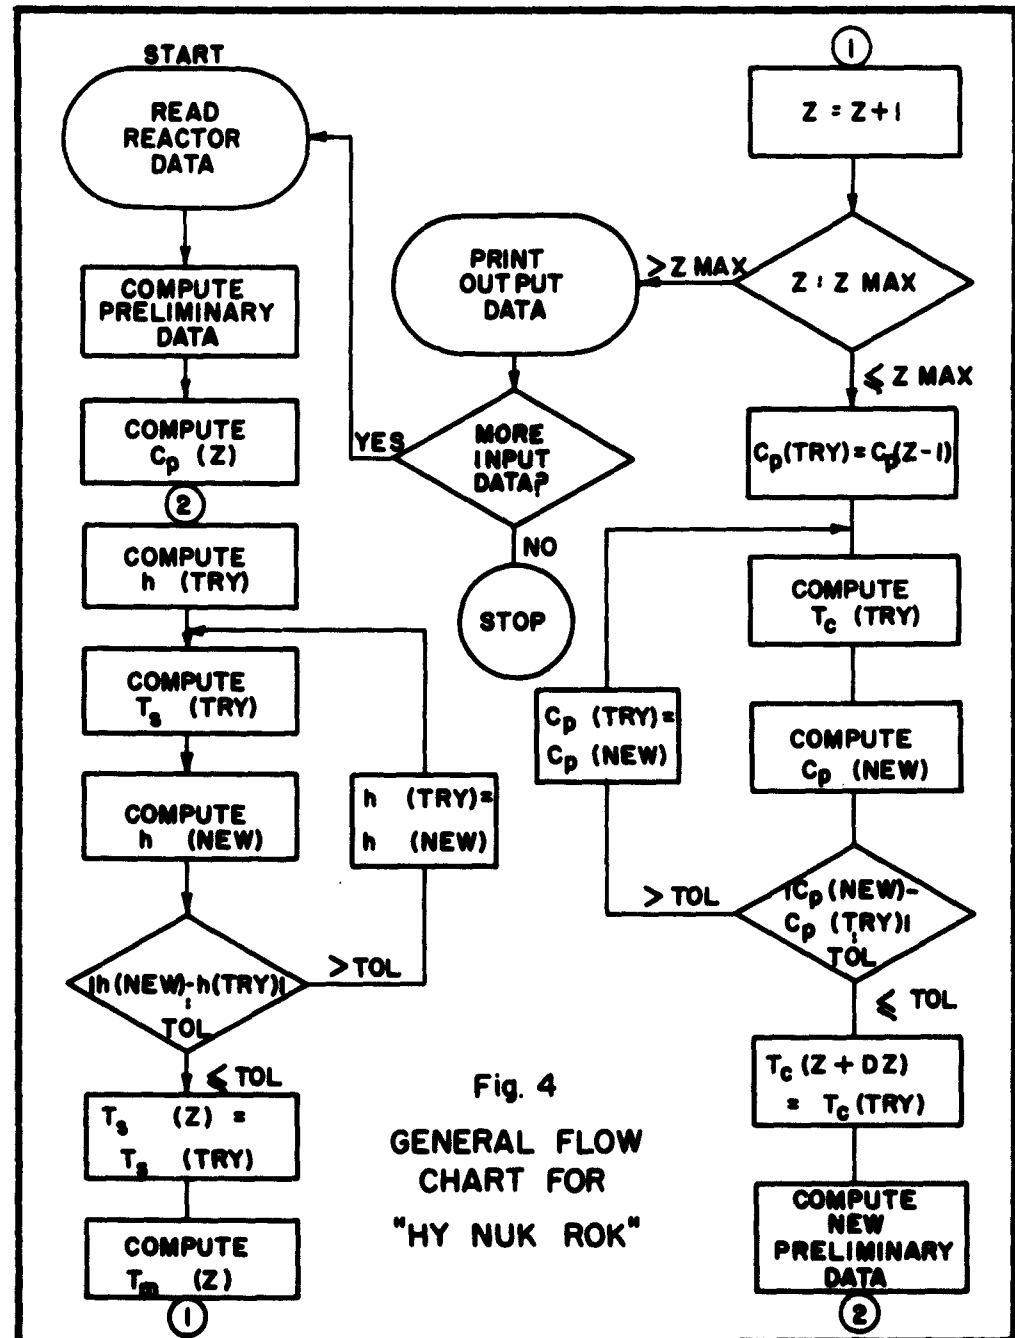 START
READ
REACTOR
DATA
COMPUTE
PRELIMINARY
DATA
COMPUTE
Cp (Z)
2
COMPUTE
h (TRY)
COMPUTE
Ts (TRY)
COMPUTE
h (NEW)
|h(NEW)-h(TRY)|
:
TOL
> TOL
h (TRY)=
h (NEW)
≤ TOL
Ts (Z) =
Ts (TRY)
COMPUTE
Tm (Z)
1
PRINT
OUTPUT
DATA
MORE
INPUT
DATA?
YES
NO
STOP
1
Z = Z+1
Z : Z MAX
> Z MAX
≤ Z MAX
Cp(TRY)=Cp(Z-1)
COMPUTE
Tc (TRY)
COMPUTE
Cp (NEW)
|Cp(NEW)-
Cp (TRY)|
:
TOL
> TOL
Cp (TRY)=
Cp (NEW)
≤ TOL
Tc (Z + DZ)
= Tc (TRY)
COMPUTE
NEW
PRELIMINARY
DATA
2
Fig. 4
GENERAL FLOW
CHART FOR
"HY NUK ROK"